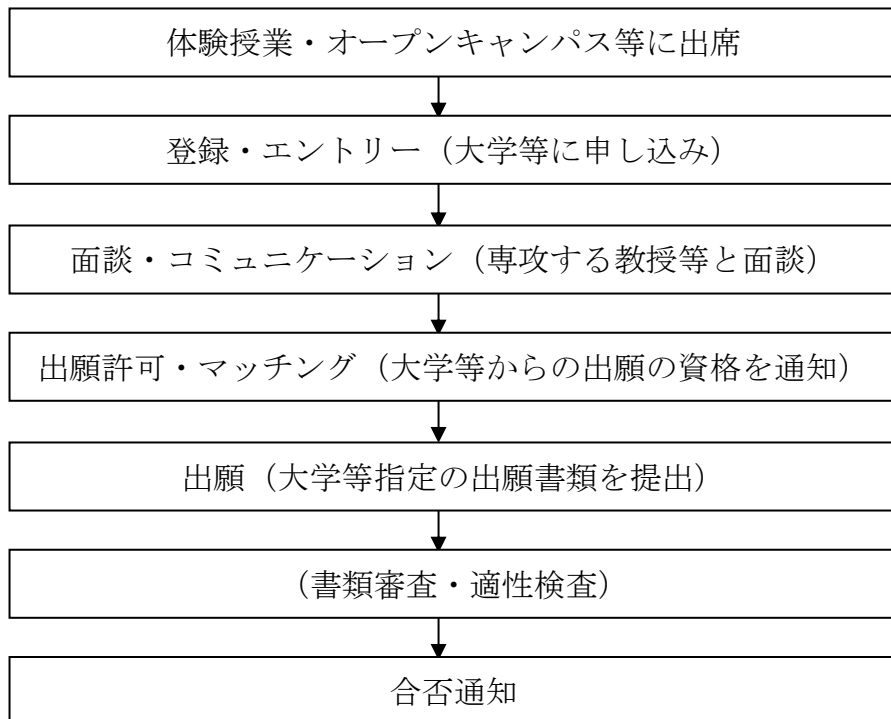 体験授業・オープンキャンパス等に出席
登録・エントリー（大学等に申し込み）
面談・コミュニケーション（専攻する教授等と面談）
出願許可・マッチング（大学等からの出願の資格を通知）
出願（大学等指定の出願書類を提出）
（書類審査・適性検査）
合否通知